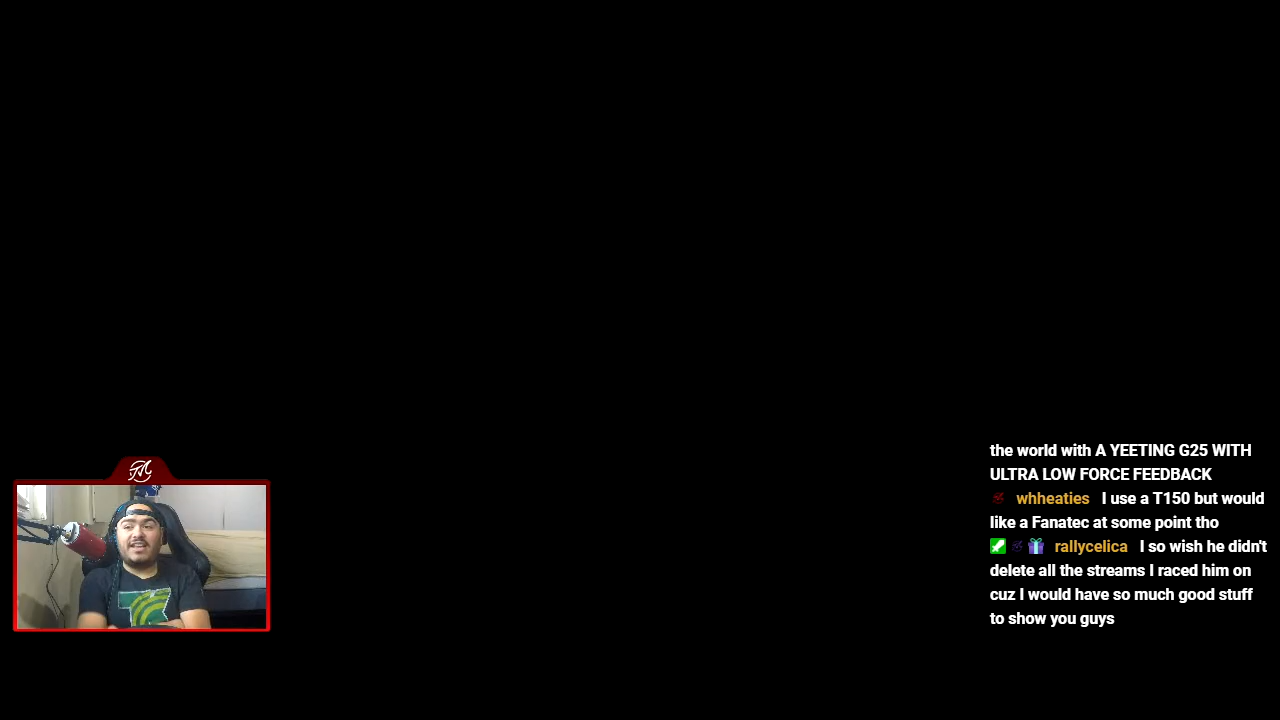 the world with A YEETING G25 WITH
ULTRA LOW FORCE FEEDBACK
whheaties I use a T150 but would
like a Fanatec at some point tho
rallycelica I so wish he didn't
delete all the streams I raced him on
cuz I would have so much good stuff
to show you guys